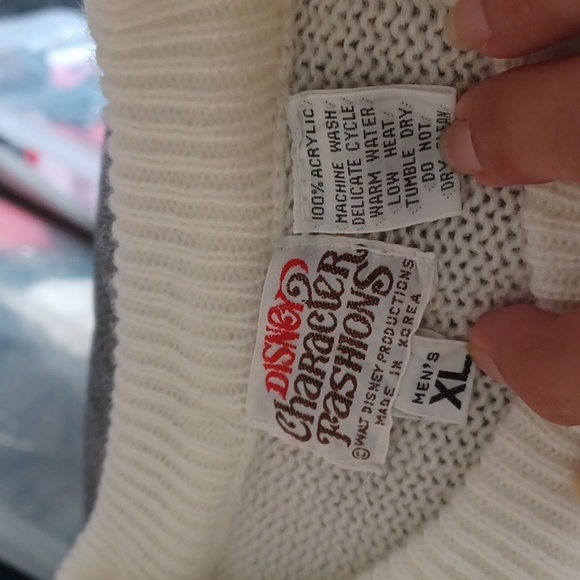 100% ACRYLIC
MACHINE WASH
DELICATE CYCLE
WARM WATER
LOW HEAT
TUMBLE DRY
DO NOT
DRY
DISNEY
CHARACTER
FASHIONS
©WALT DISNEY PRODUCTIONS
MADE IN KOREA
MEN'S
XL